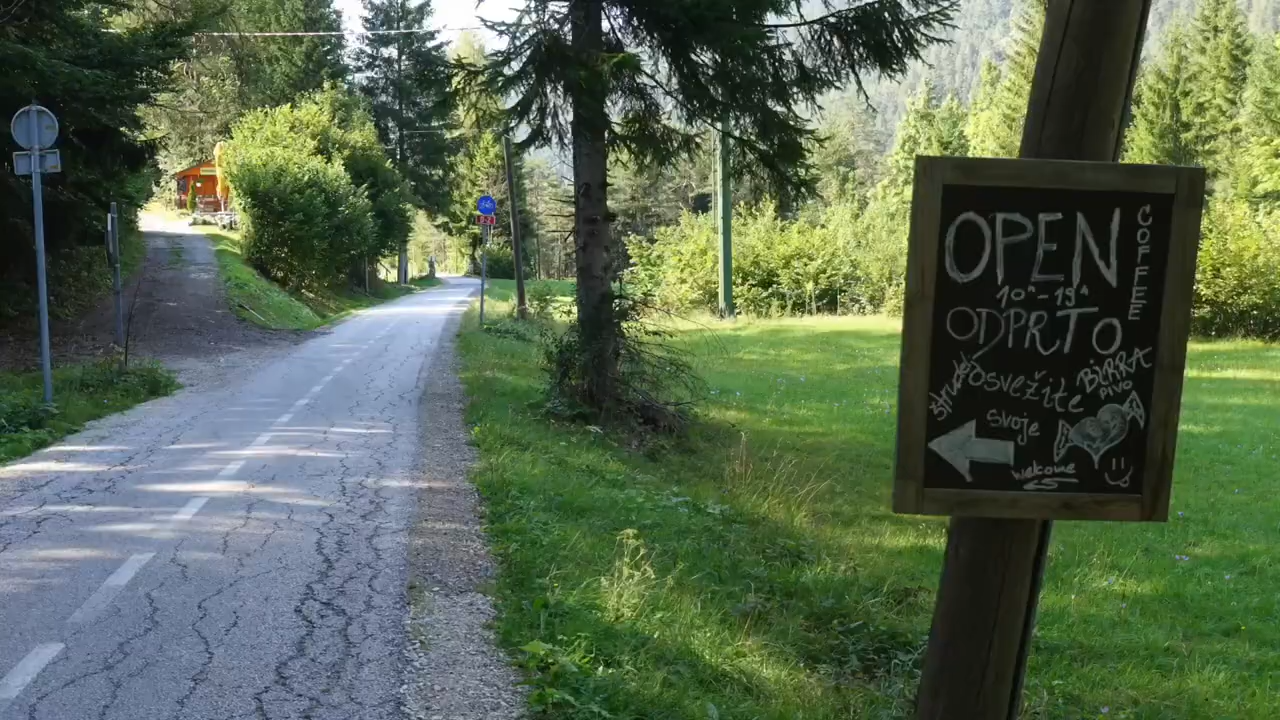 OPEN
COFFEE
10^-19^
ODPRTO
osvežite
svoje
BIRRA
PIVO
welcome